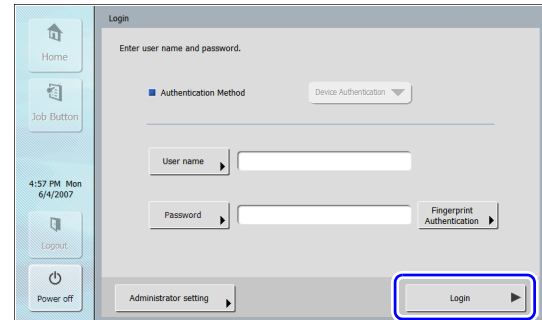 Login
Enter user name and password.
Home
Authentication Method
Device Authentication
Job Button
User name
4:57 PM Mon
6/4/2007
Password
Fingerprint
Authentication
Logout
Power off
Administrator setting
Login